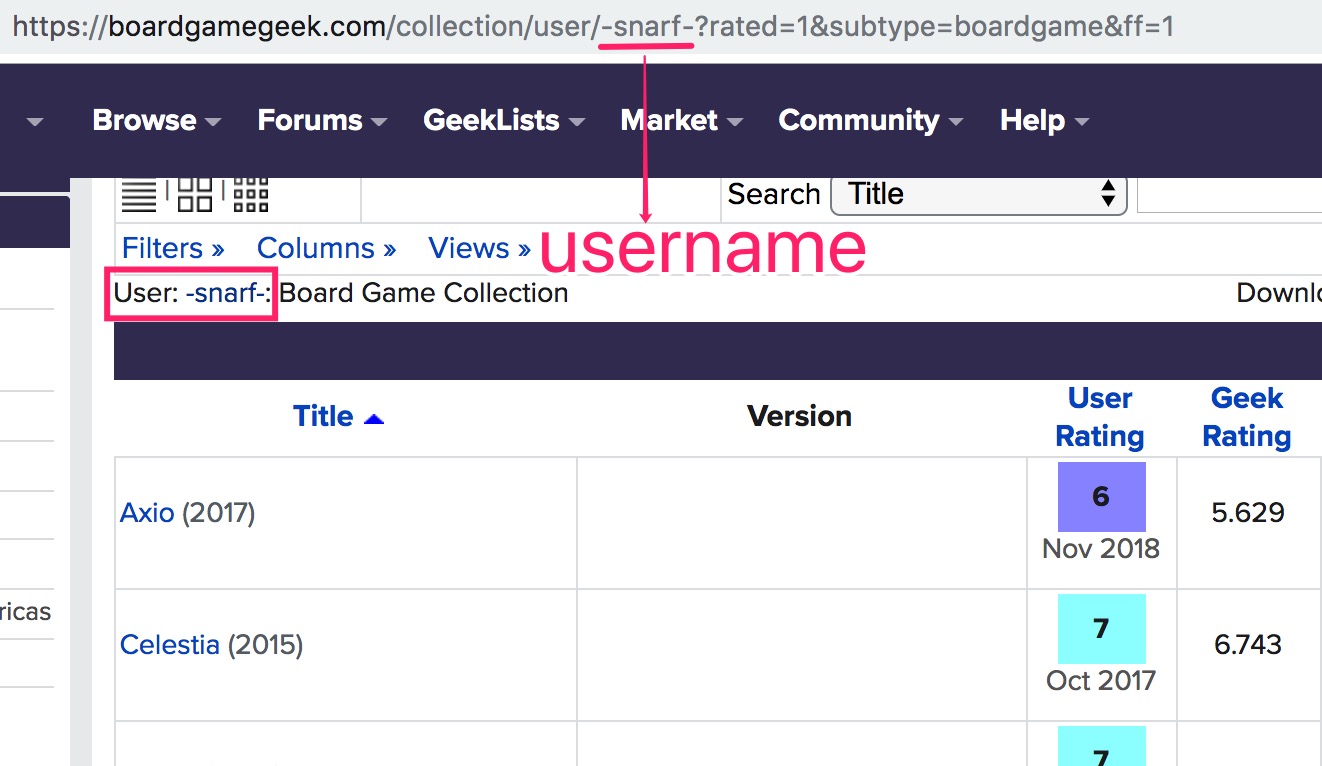 https://boardgamegeek.com/collection/user/-snarf-?rated=1&subtype=boardgame&ff=1
Browse Forums GeekLists Market Community Help
Search Title
Filters » Columns » Views » username
User: -snarf-: Board Game Collection Downlo
Title Version User Rating Geek Rating
Axio (2017) 6 5.629
Nov 2018
ricas
Celestia (2015) 7 6.743
Oct 2017
7